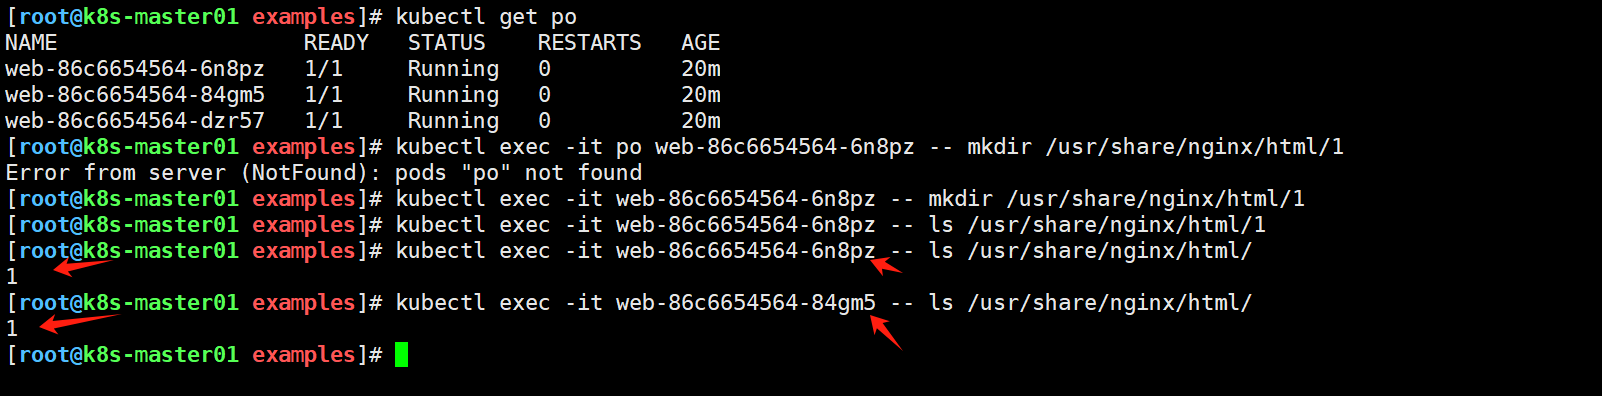 [root@k8s-master01 examples]# kubectl get po
NAME                   READY   STATUS    RESTARTS   AGE
web-86c6654564-6n8pz   1/1     Running   0          20m
web-86c6654564-84gm5   1/1     Running   0          20m
web-86c6654564-dzr57   1/1     Running   0          20m
[root@k8s-master01 examples]# kubectl exec -it po web-86c6654564-6n8pz -- mkdir /usr/share/nginx/html/1
Error from server (NotFound): pods "po" not found
[root@k8s-master01 examples]# kubectl exec -it web-86c6654564-6n8pz -- mkdir /usr/share/nginx/html/1
[root@k8s-master01 examples]# kubectl exec -it web-86c6654564-6n8pz -- ls /usr/share/nginx/html/1
[root@k8s-master01 examples]# kubectl exec -it web-86c6654564-6n8pz -- ls /usr/share/nginx/html/
1
[root@k8s-master01 examples]# kubectl exec -it web-86c6654564-84gm5 -- ls /usr/share/nginx/html/
1
[root@k8s-master01 examples]#